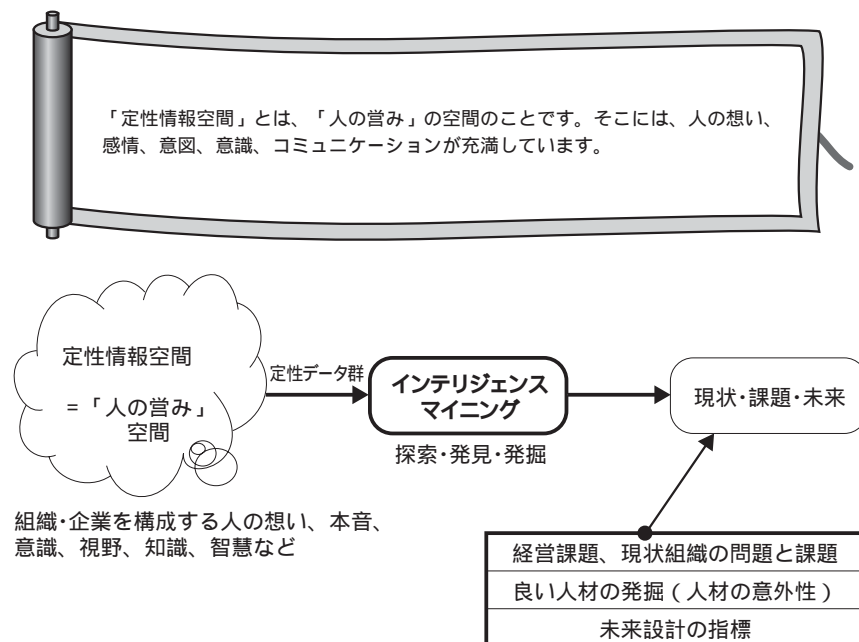 「定性情報空間」とは、「人の営み」の空間のことです。そこには、人の想い、
感情、意図、意識、コミュニケーションが充満しています。
定性情報空間
=「人の営み」
空間
定性データ群
インテリジェンス
マイニング
探索・発見・発掘
現状・課題・未来
組織・企業を構成する人の想い、本音、
意識、視野、知識、智慧など
経営課題、現状組織の問題と課題
良い人材の発掘(人材の意外性)
未来設計の指標